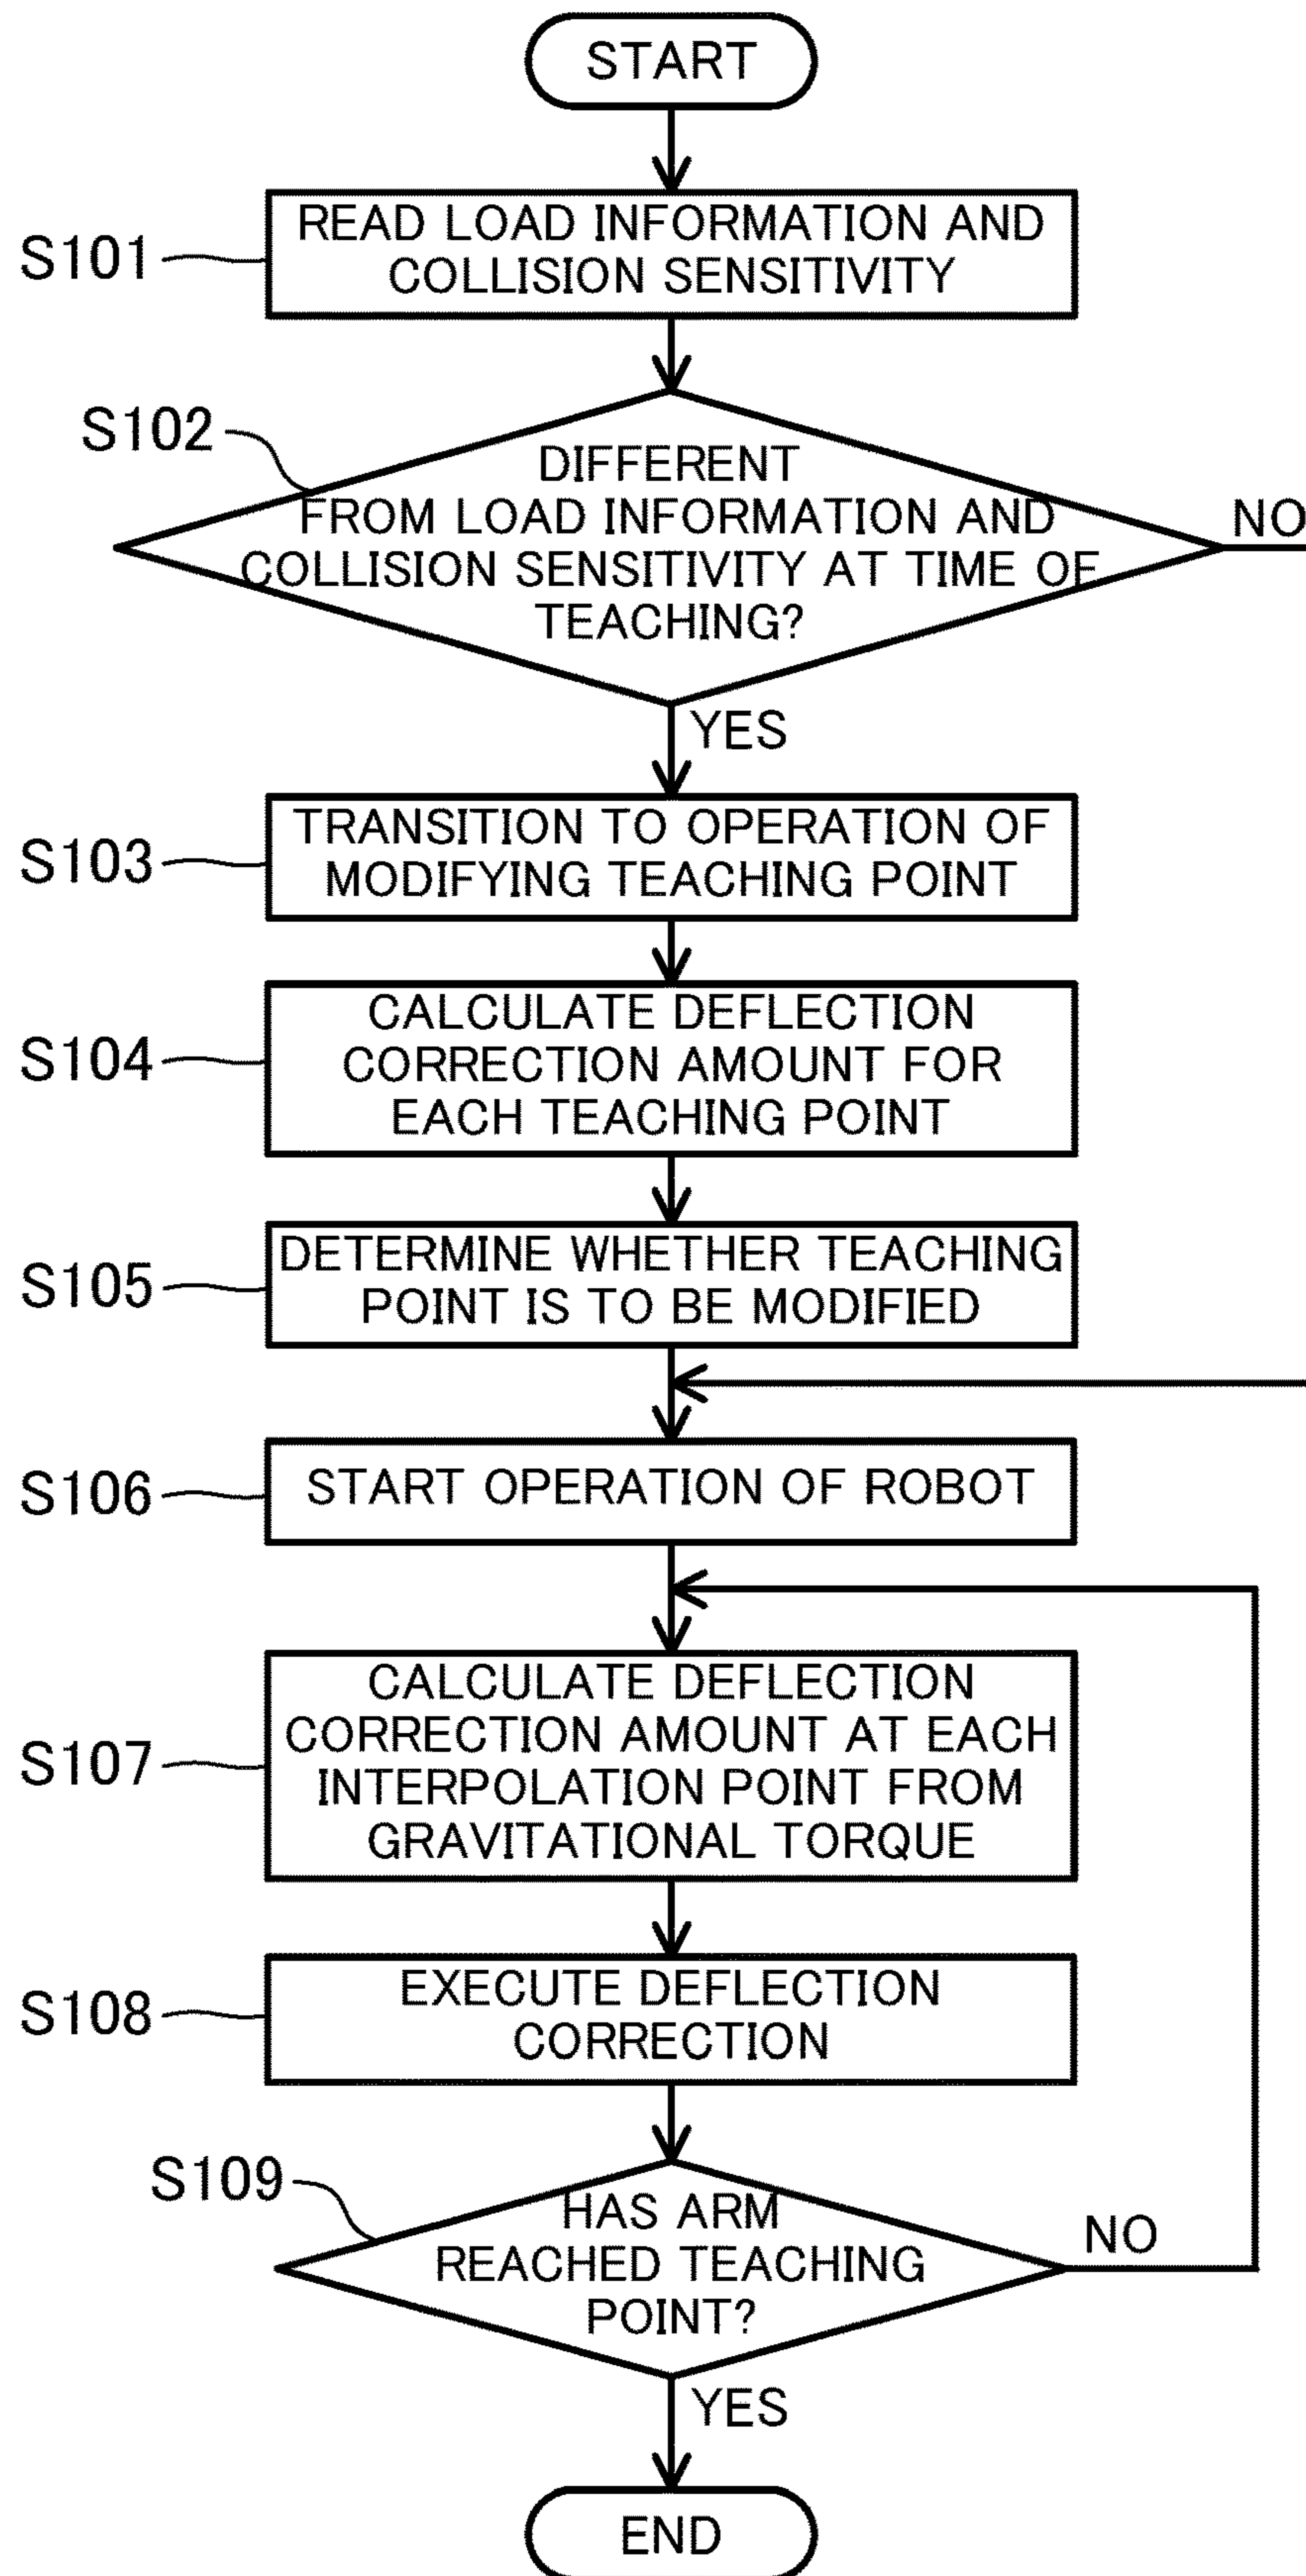 START
S101
READ LOAD INFORMATION AND
COLLISION SENSITIVITY
S102
DIFFERENT
FROM LOAD INFORMATION AND
COLLISION SENSITIVITY AT TIME OF
TEACHING?
NO
YES
S103
TRANSITION TO OPERATION OF
MODIFYING TEACHING POINT
S104
CALCULATE DEFLECTION
CORRECTION AMOUNT FOR
EACH TEACHING POINT
S105
DETERMINE WHETHER TEACHING
POINT IS TO BE MODIFIED
S106
START OPERATION OF ROBOT
S107
CALCULATE DEFLECTION
CORRECTION AMOUNT AT EACH
INTERPOLATION POINT FROM
GRAVITATIONAL TORQUE
S108
EXECUTE DEFLECTION
CORRECTION
S109
HAS ARM
REACHED TEACHING
POINT?
NO
YES
END